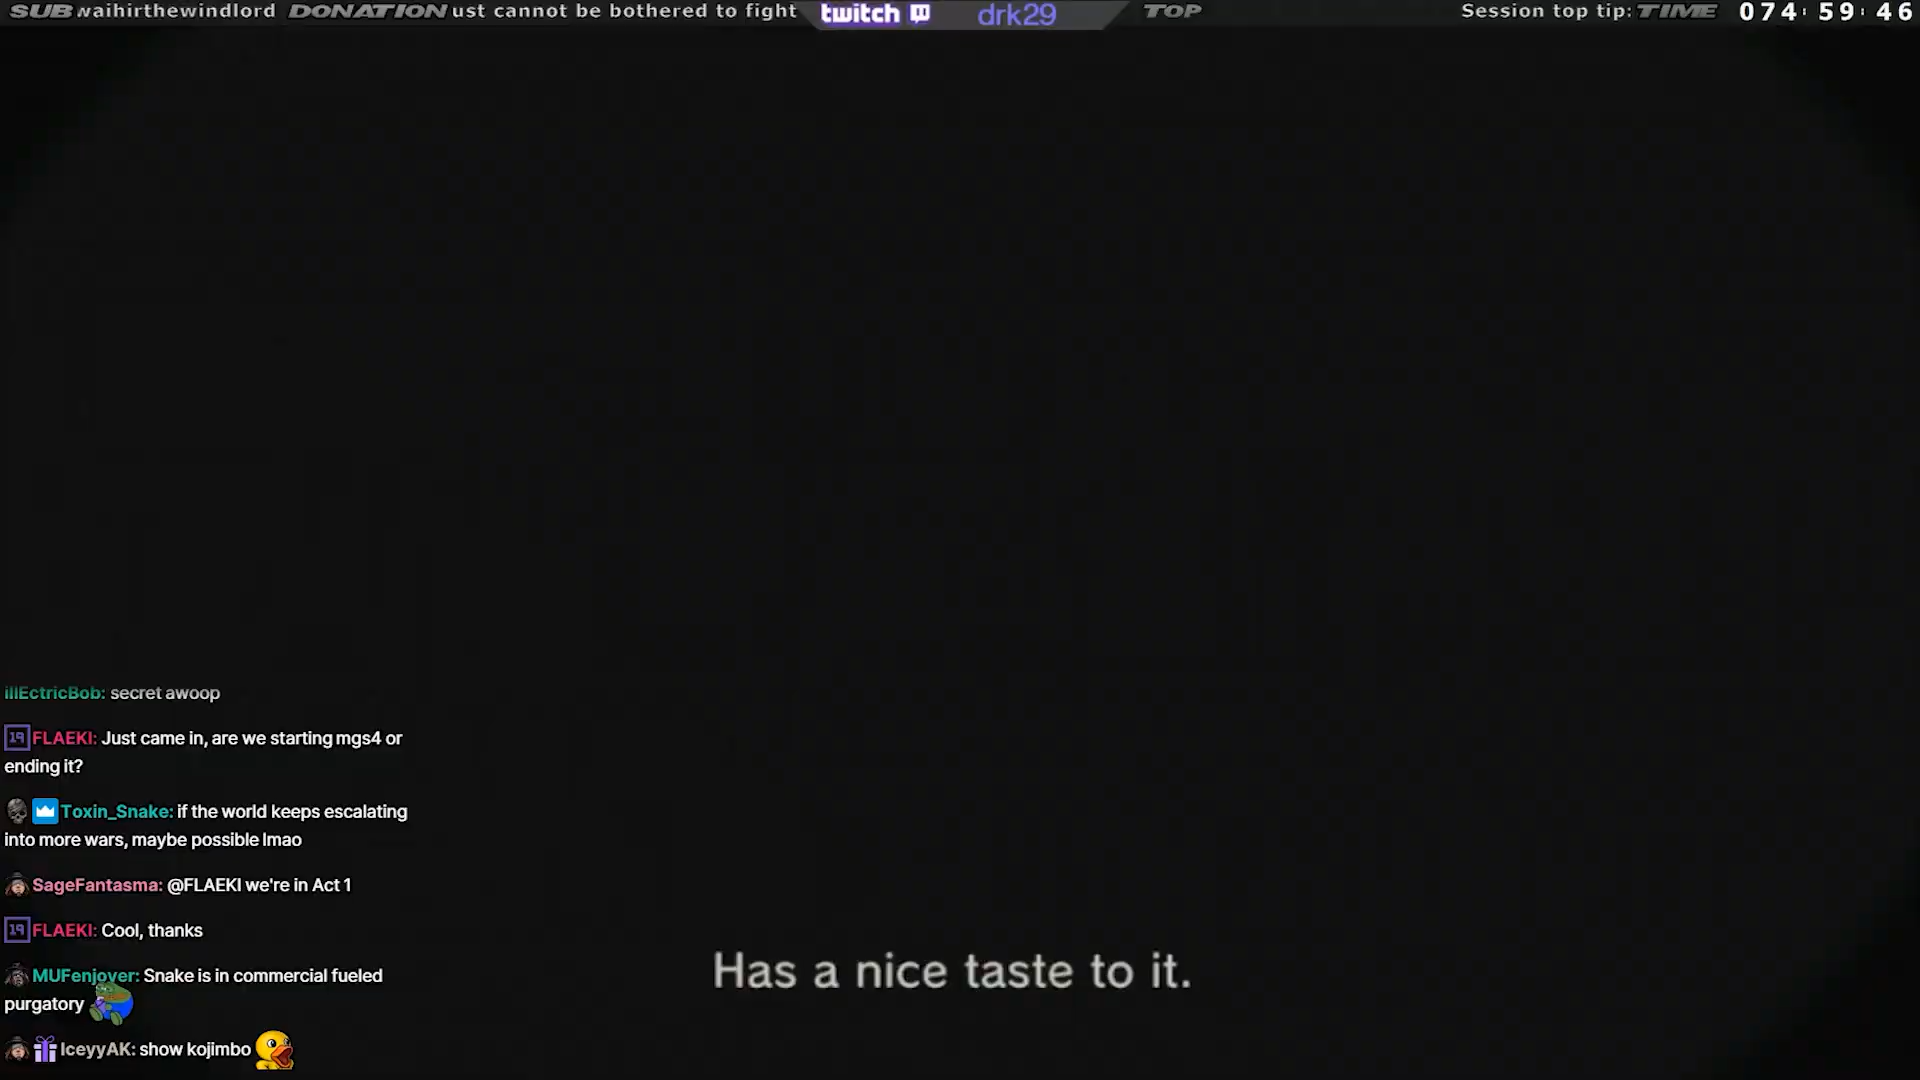 SUB waihirthewindlord DONATION ust cannot be bothered to fight twitch drk29 TOP Session top tip: TIME 074:59:46
illEctricBob: secret awoop
19 FLAEKI: Just came in, are we starting mgs4 or
ending it?
Toxin_Snake: if the world keeps escalating
into more wars, maybe possible lmao
SageFantasma: @FLAEKI we're in Act 1
19 FLAEKI: Cool, thanks
MUFenjoyer: Snake is in commercial fueled
purgatory
IceyyAK: show kojimbo
Has a nice taste to it.